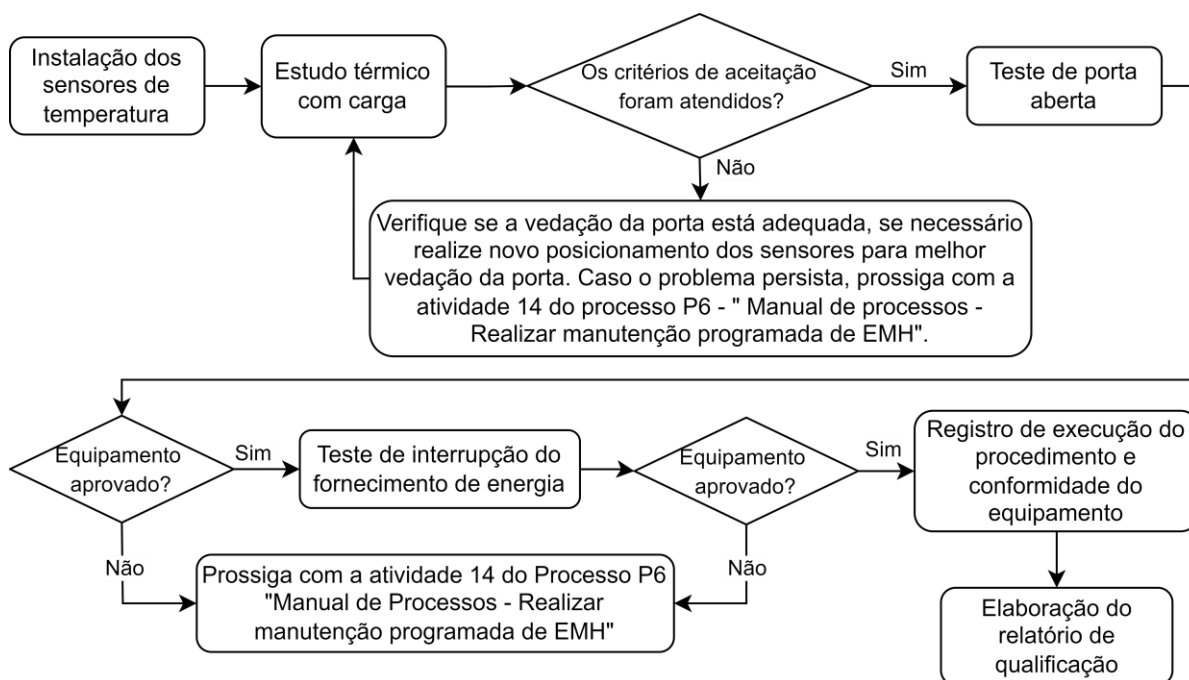 Instalação dos
sensores de
temperatura
Estudo térmico
com carga
Os critérios de aceitação
foram atendidos?
Sim
Teste de porta
aberta
Não
Verifique se a vedação da porta está adequada, se necessário
realize novo posicionamento dos sensores para melhor
vedação da porta. Caso o problema persista, prossiga com a
atividade 14 do processo P6 - " Manual de processos -
Realizar manutenção programada de EMH".
Equipamento
aprovado?
Sim
Teste de interrupção do
fornecimento de energia
Equipamento
aprovado?
Sim
Registro de execução do
procedimento e
conformidade do
equipamento
Não
Prossiga com a atividade 14 do Processo P6
"Manual de Processos - Realizar
manutenção programada de EMH"
Não
Elaboração do
relatório de
qualificação